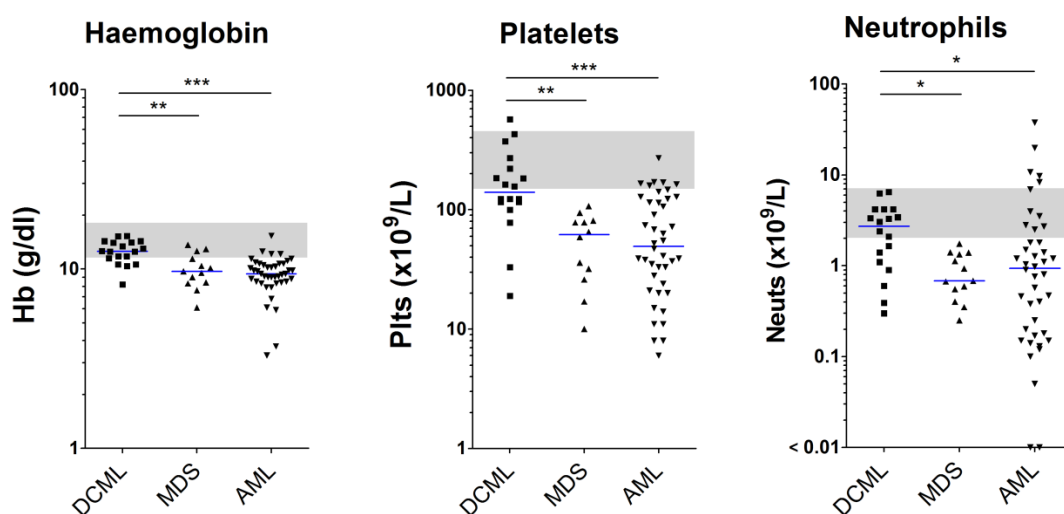 Haemoglobin
***
**
100
10
1
Hb (g/dl)
DCML
MDS
AML
Platelets
***
**
1000
100
10
1
Plts (x10⁹/L)
DCML
MDS
AML
Neutrophils
*
*
100
10
1
0.1
< 0.01
Neuts (x10⁹/L)
DCML
MDS
AML